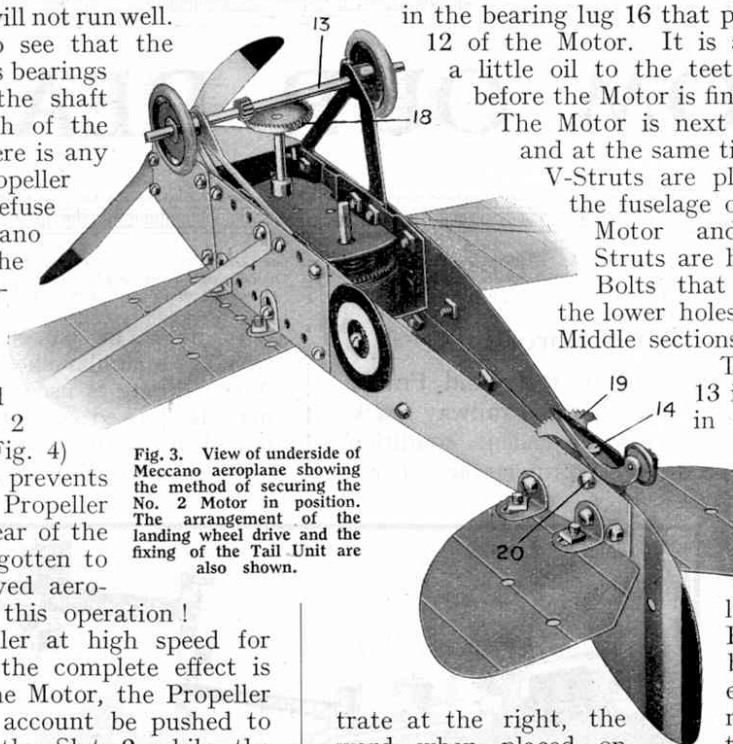 will not run well.
see that the
bearings
the shaft
of the
ere is any
opeller
efuse
ano
he
2
Fig. 4)
prevents
Propeller
ear of the
gotten to
ved aero-
this operation!
ler at high speed for
the complete effect is
ne Motor, the Propeller
account be pushed to
13
18
19
14
20
Fig. 3. View of underside of
Meccano aeroplane showing
the method of securing the
No. 2 Motor in position.
The arrangement of the
landing wheel drive and the
fixing of the Tail Unit are
also shown.
in the bearing lug 16 that p
12 of the Motor. It is a
a little oil to the teet
before the Motor is fin
The Motor is next
and at the same ti
V-Struts are pl
the fuselage o
Motor and
Struts are h
Bolts that
the lower holes
Middle sections
T
13 i
in
trate at the right, the